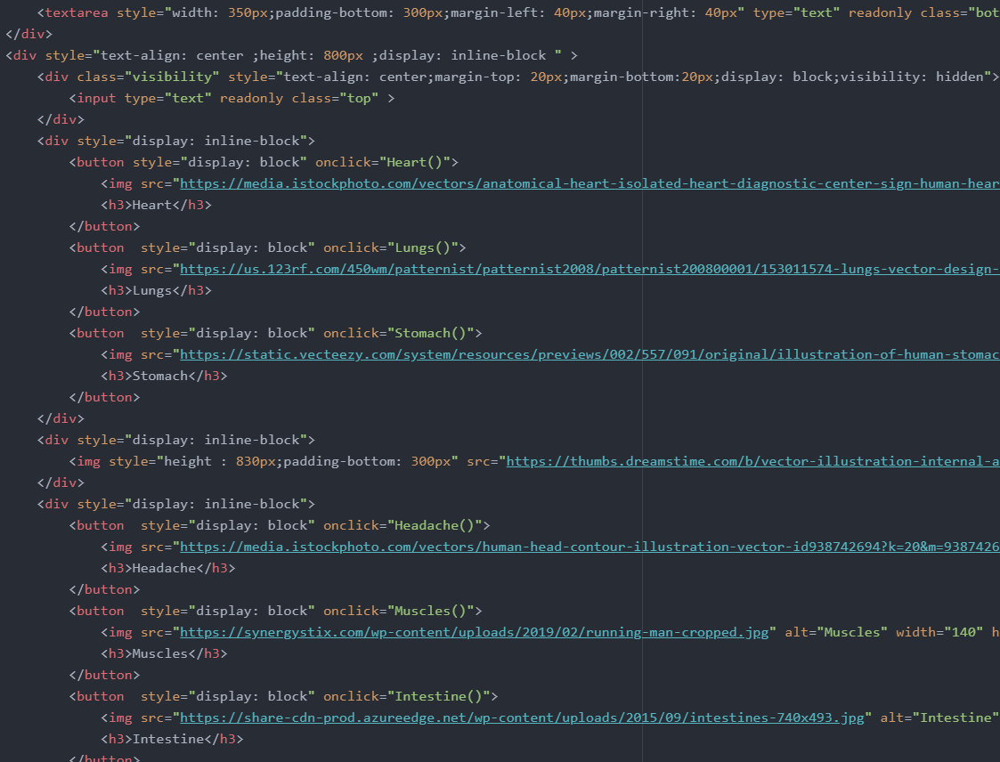 <textarea style="width: 350px;padding-bottom: 300px;margin-left: 40px;margin-right: 40px" type="text" readonly class="bot
</div>
<div style="text-align: center ;height: 800px ;display: inline-block " >
<div class="visibility" style="text-align: center;margin-top: 20px;margin-bottom:20px;display: block;visibility: hidden">
<input type="text" readonly class="top" >
</div>
<div style="display: inline-block">
<button style="display: block" onclick="Heart()">
<img src="https://media.istockphoto.com/vectors/anatomical-heart-isolated-heart-diagnostic-center-sign-human-hear
<h3>Heart</h3>
</button>
<button  style="display: block" onclick="Lungs()">
<img src="https://us.123rf.com/450wm/patternist/patternist2008/patternist200800001/153011574-lungs-vector-design-
<h3>Lungs</h3>
</button>
<button  style="display: block" onclick="Stomach()">
<img src="https://static.vecteezy.com/system/resources/previews/002/557/091/original/illustration-of-human-stomac
<h3>Stomach</h3>
</button>
</div>
<div style="display: inline-block">
<img style="height : 830px;padding-bottom: 300px" src="https://thumbs.dreamstime.com/b/vector-illustration-internal-a
</div>
<div style="display: inline-block">
<button  style="display: block" onclick="Headache()">
<img src="https://media.istockphoto.com/vectors/human-head-contour-illustration-vector-id938742694?k=20&m=9387426
<h3>Headache</h3>
</button>
<button  style="display: block" onclick="Muscles()">
<img src="https://synergystix.com/wp-content/uploads/2019/02/running-man-cropped.jpg" alt="Muscles" width="140" h
<h3>Muscles</h3>
</button>
<button  style="display: block" onclick="Intestine()">
<img src="https://share-cdn-prod.azureedge.net/wp-content/uploads/2015/09/intestines-740x493.jpg" alt="Intestine"
<h3>Intestine</h3>
</button>